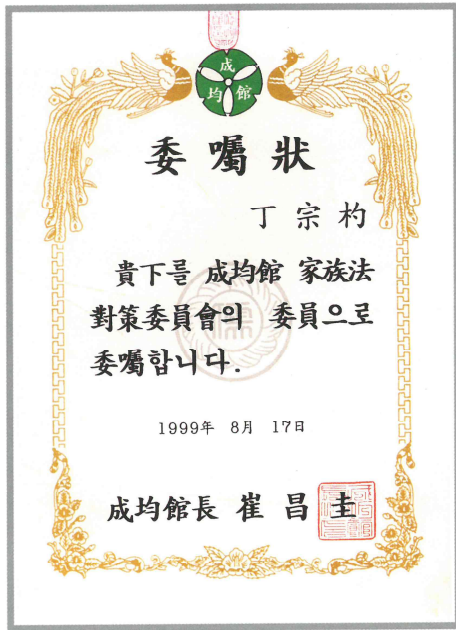 成
均 館
委囑狀
丁宗杓
貴下를 成均館 家族法
對策委員會의 委員으로
委囑합니다.
1999年 8月 17日
成均館長 崔昌圭